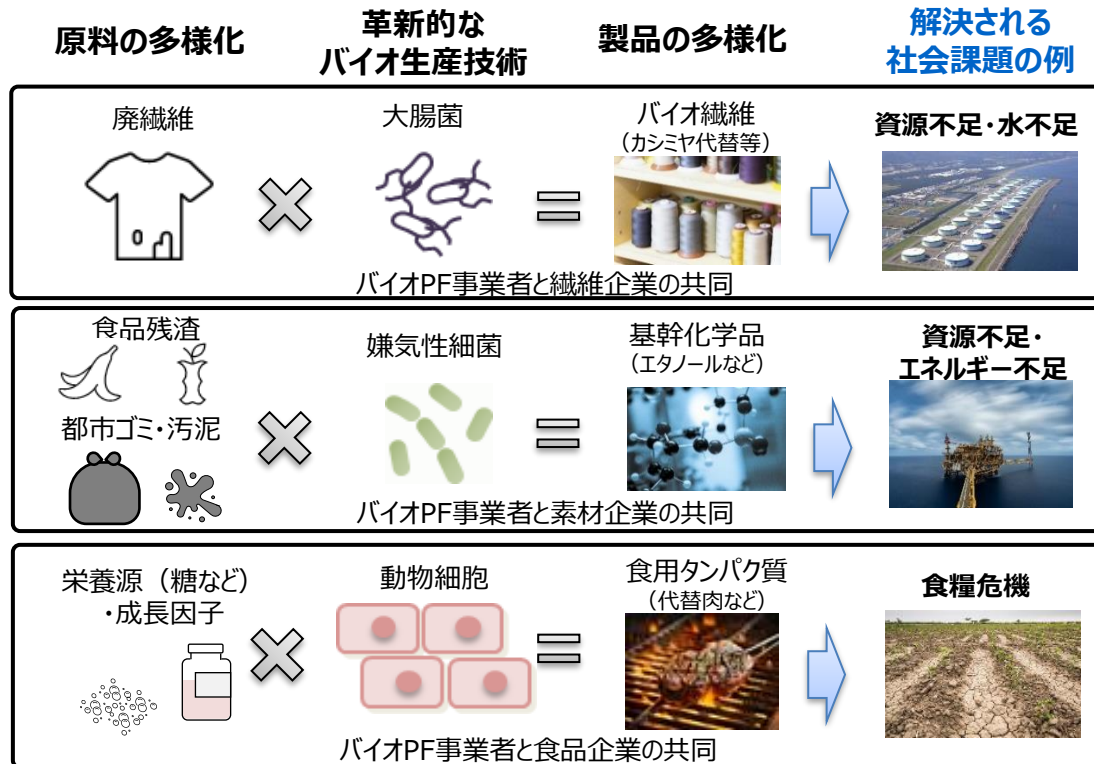 原料の多様化
革新的な
バイオ生産技術
製品の多様化
解決される
社会課題の例
廃繊維
大腸菌
バイオ繊維
（カシミヤ代替等）
資源不足・水不足
バイオPF事業者と繊維企業の共同
食品残渣
都市ゴミ・汚泥
嫌気性細菌
基幹化学品
（エタノールなど）
資源不足・
エネルギー不足
バイオPF事業者と素材企業の共同
栄養源（糖など）
・成長因子
動物細胞
食用タンパク質
（代替肉など）
食糧危機
バイオPF事業者と食品企業の共同